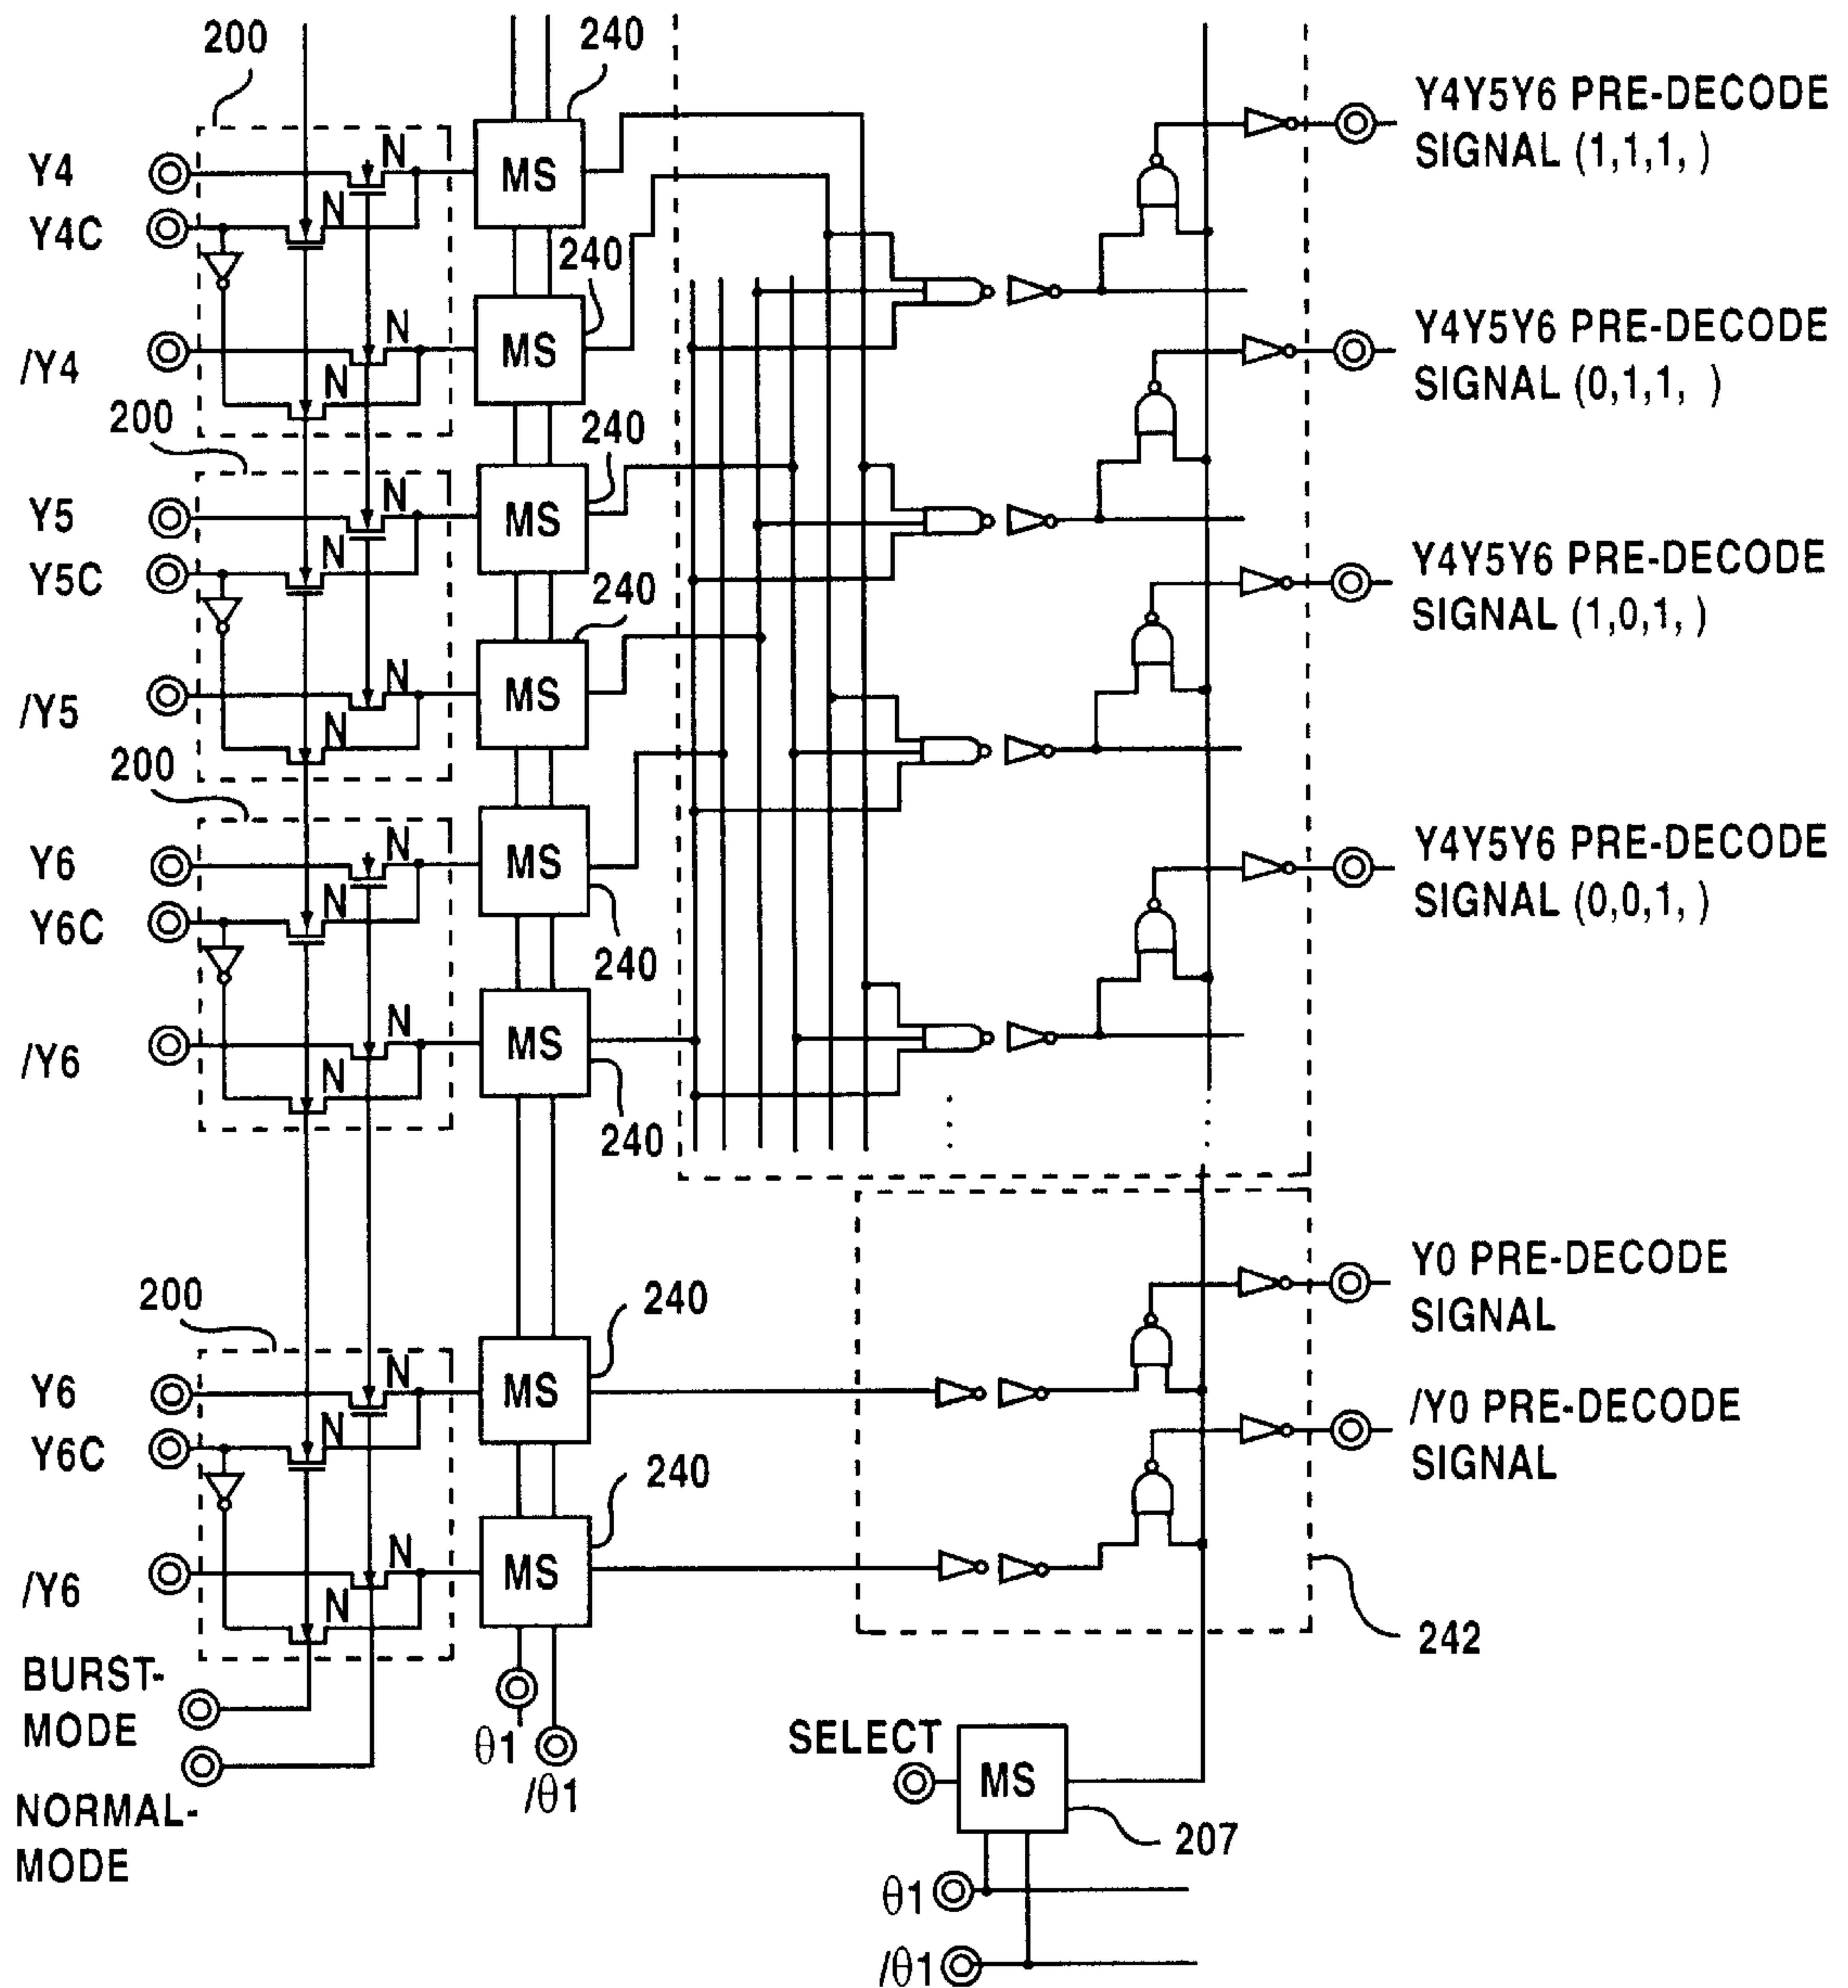 200
240
Y4Y5Y6 PRE-DECODE
SIGNAL (1,1,1, )
Y4
N
MS
Y4C
N
240
/Y4
N
MS
N
Y4Y5Y6 PRE-DECODE
SIGNAL (0,1,1, )
200
240
Y5
N
MS
Y5C
N
240
Y4Y5Y6 PRE-DECODE
SIGNAL (1,0,1, )
/Y5
N
MS
N
200
Y6
N
MS
Y6C
N
240
Y4Y5Y6 PRE-DECODE
SIGNAL (0,0,1, )
/Y6
N
MS
N
240
200
240
Y0 PRE-DECODE
SIGNAL
Y6
N
MS
Y6C
N
240
/Y0 PRE-DECODE
SIGNAL
/Y6
N
MS
N
242
BURST-
MODE
θ1
/θ1
NORMAL-
MODE
SELECT
MS
207
θ1
/θ1